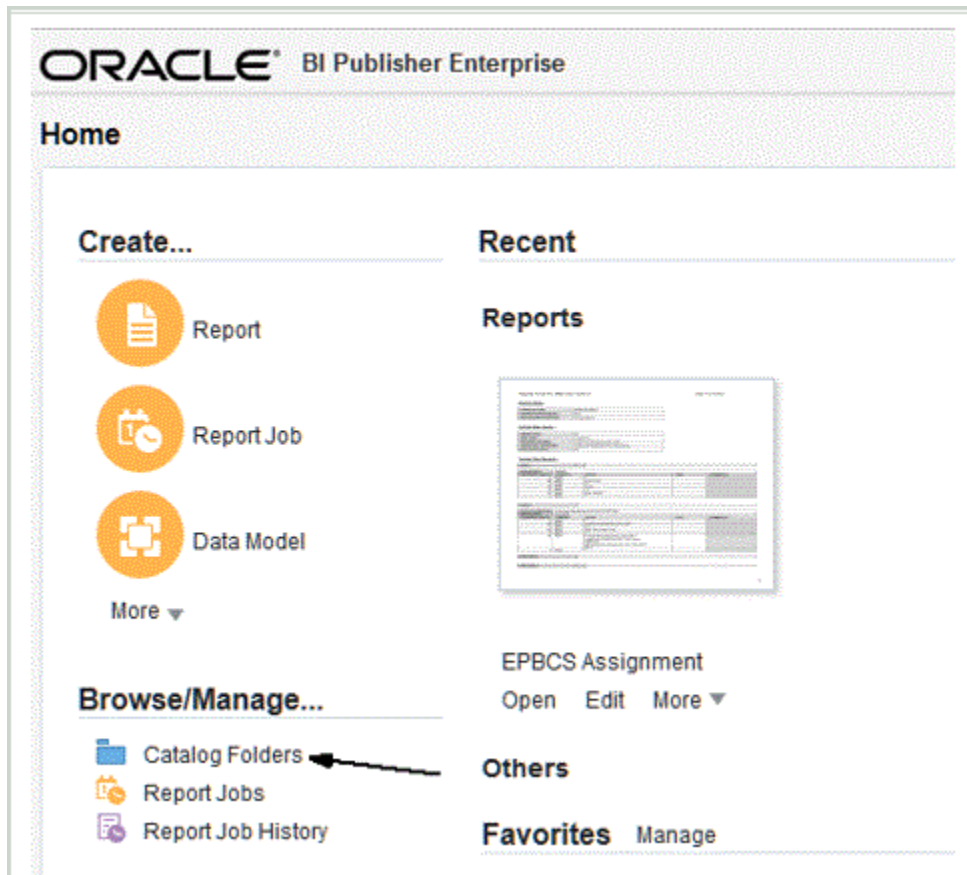 ORACLE® BI Publisher Enterprise
Home
Create...
Report
Report Job
Data Model
More
Browse/Manage...
Catalog Folders
Report Jobs
Report Job History
Recent
Reports
EPBCS Assignment
Open Edit More
Others
Favorites Manage